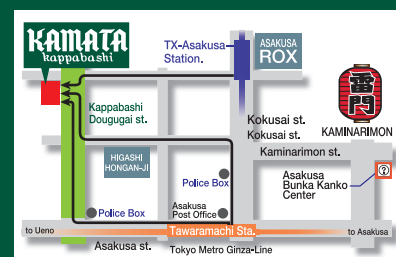 KAMATA
kappabashi
TX-Asakusa
Station.
ASAKUSA
ROX
雷門
KAMINARIMON
Kappabashi
Dougugai st.
Kokusai st.
Kokusai st.
Kaminarimon st.
HIGASHI
HONGAN-JI
Police Box
Asakusa
Bunka Kanko
Center
?
Police Box
Asakusa
Post Office
to Ueno
Tawaramachi Sta.
to Asakusa
Asakusa st.
Tokyo Metro Ginza-Line